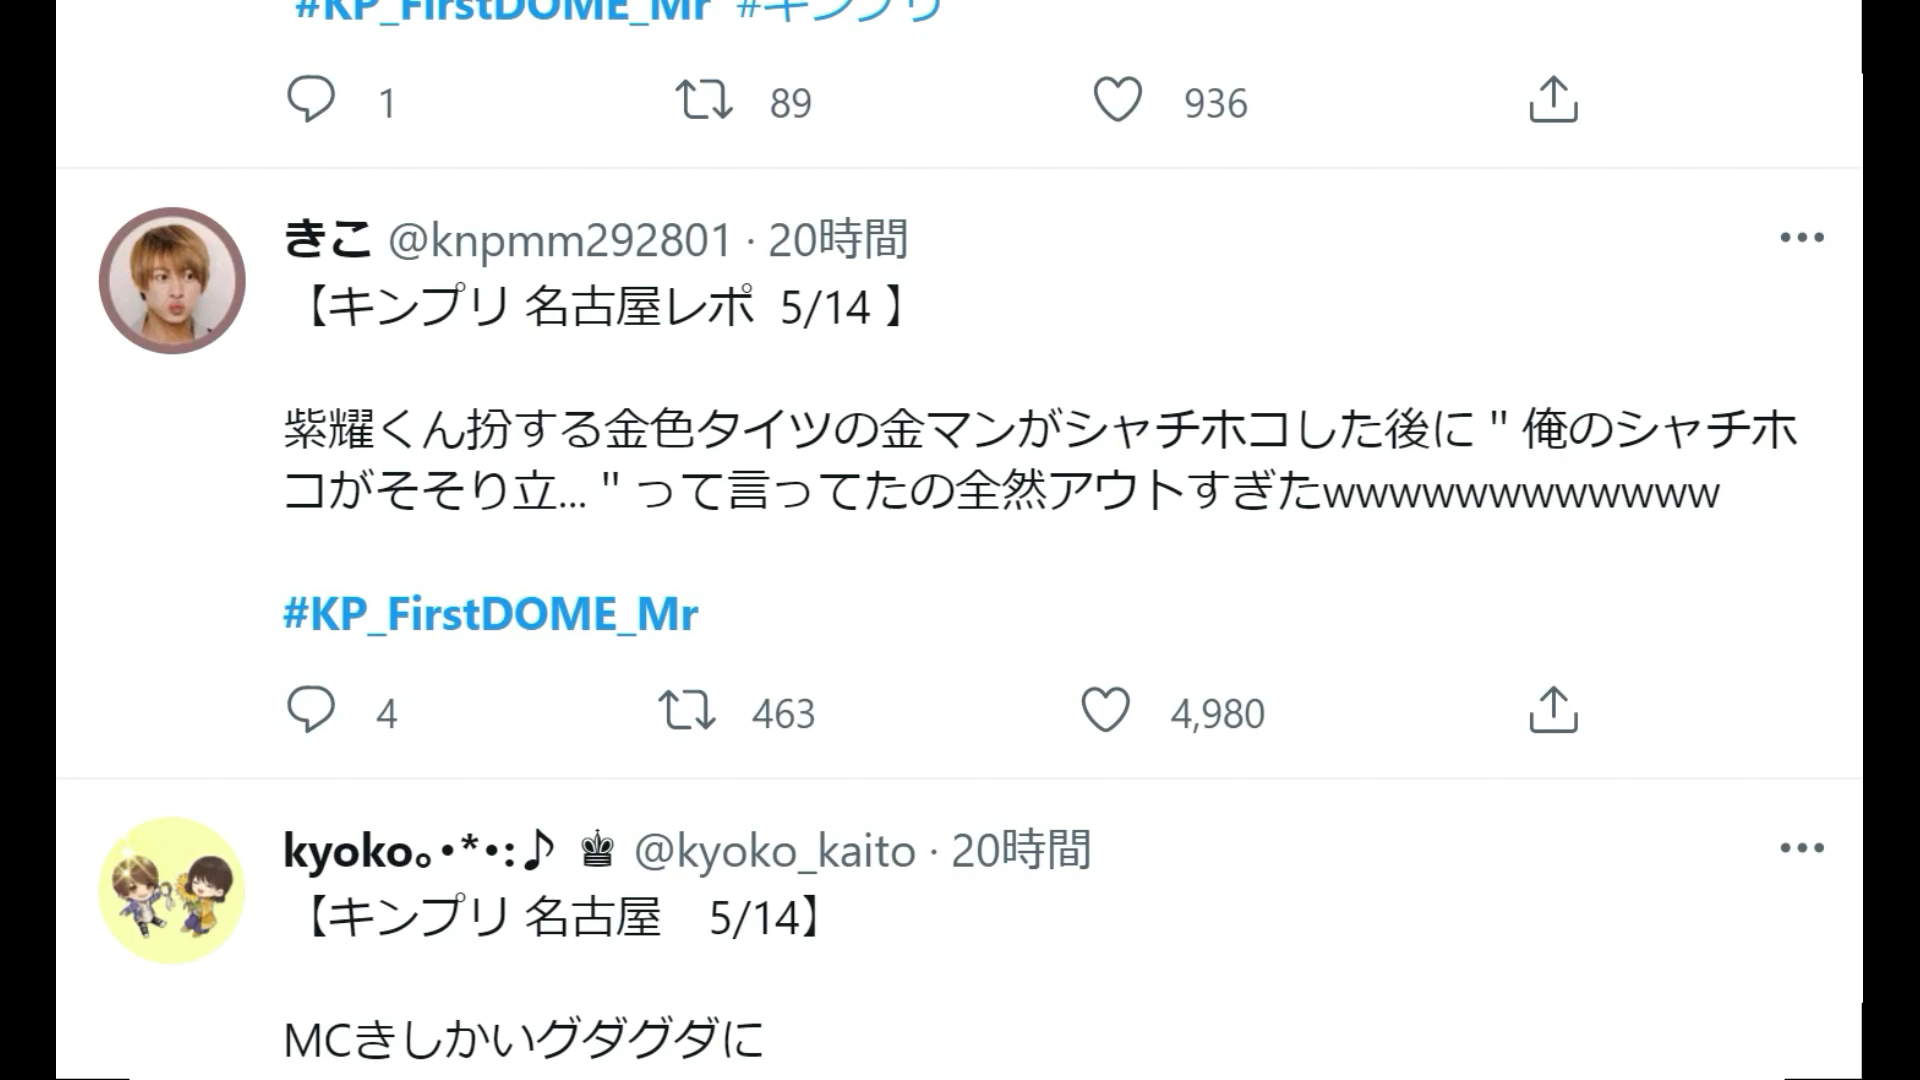 #KP_FirstDOME_Mr #キンプリ
1 89 936
きこ @knpmm292801 · 20時間
【キンプリ 名古屋レポ 5/14 】
紫耀くん扮する金色タイツの金マンがシャチホコした後に " 俺のシャチホ
コがそそり立... " って言ってたの全然アウトすぎたwwwwwwwwwwww
#KP_FirstDOME_Mr
4 463 4,980
kyoko｡･*･:♪ ♚ @kyoko_kaito · 20時間
【キンプリ 名古屋　5/14】
MCきしかいグダグダに